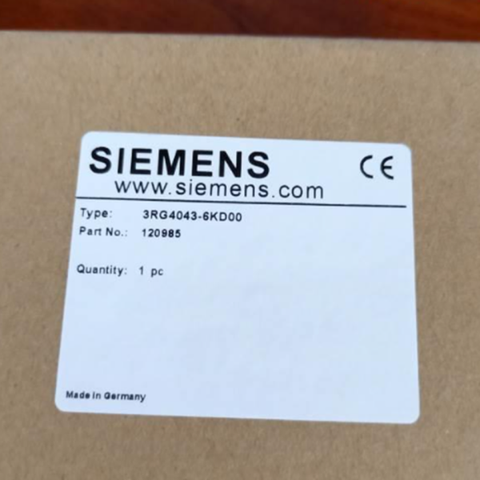 SIEMENS CE
www.siemens.com
Type: 3RG4043-6KD00
Part No.: 120985
Quantity: 1 pc
Made in Germany